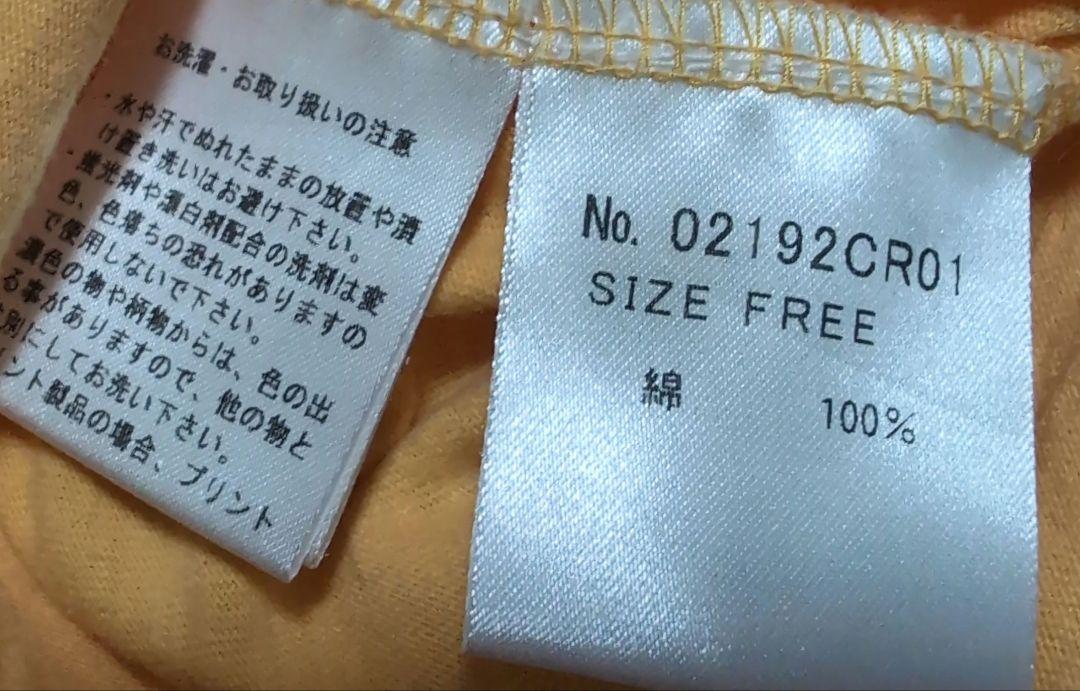 お洗濯・お取り扱いの注意
・水や汗でぬれたままの放置や漬
け置き洗いはお避け下さい。
・蛍光剤や漂白剤配合の洗剤は変
色、色落ちの恐れがありますの
で使用しないで下さい。
濃色の物や柄物からは、色の出
る事がありますので、他の物と
別にしてお洗い下さい。
ント製品の場合、プリント
No. 02192CR01
SIZE FREE
綿 100%